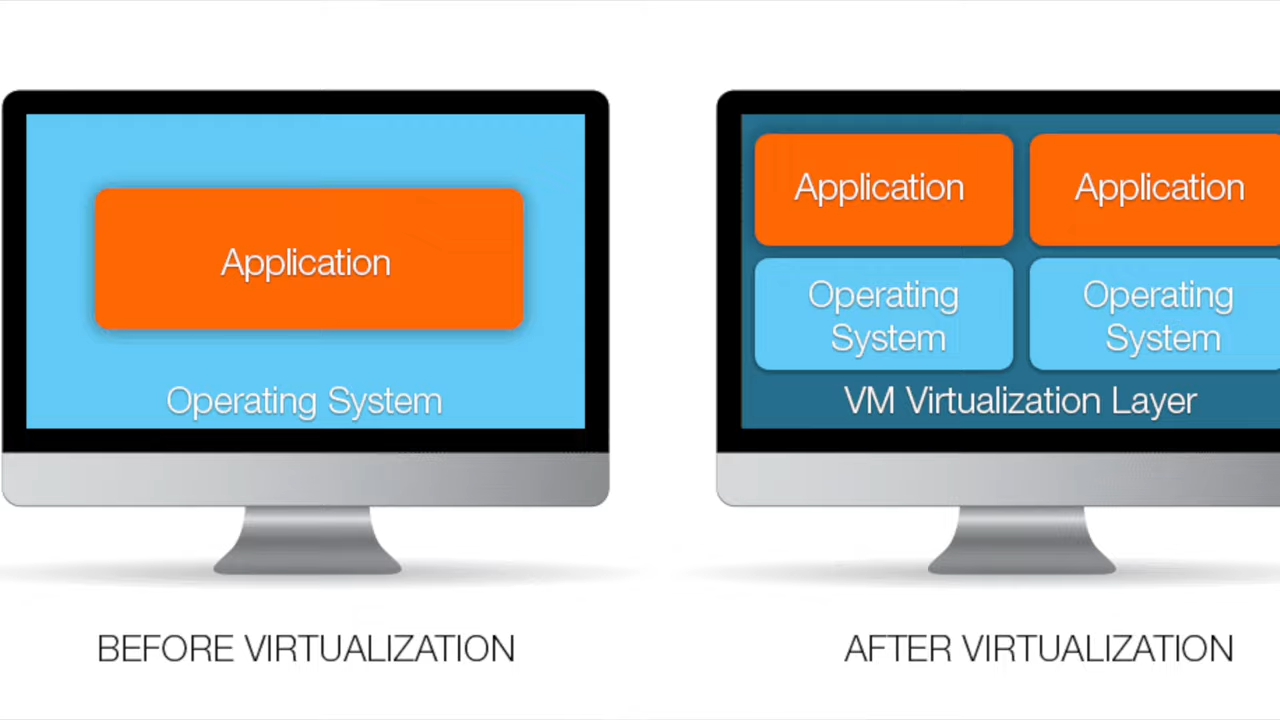 Application
Operating System
BEFORE VIRTUALIZATION
Application
Application
Operating
System
Operating
System
VM Virtualization Layer
AFTER VIRTUALIZATION